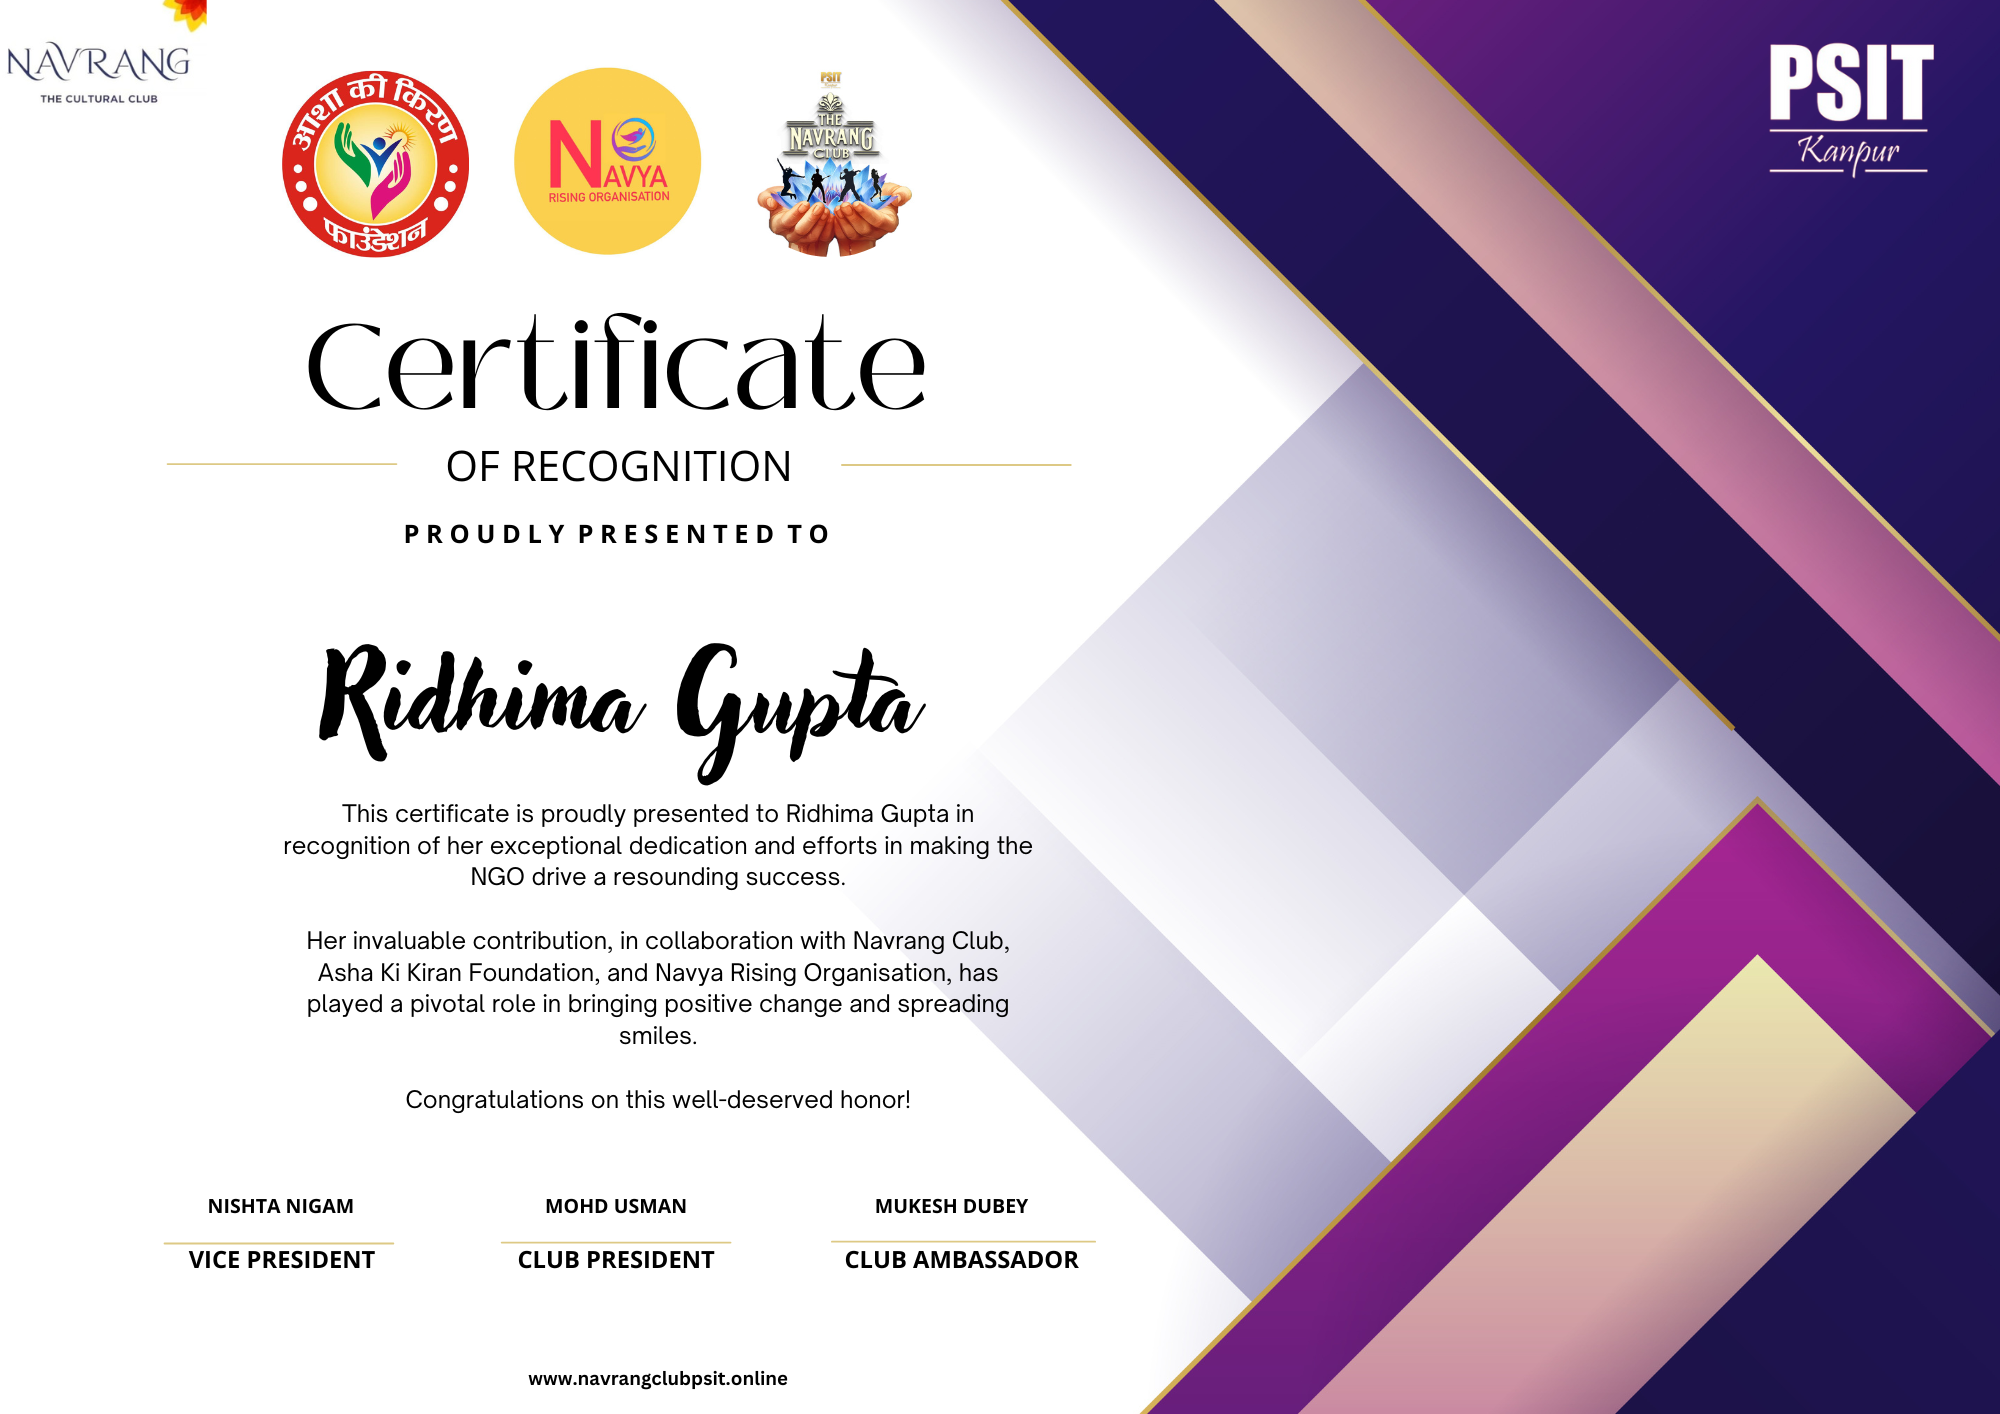 NAVRANG
THE CULTURAL CLUB
आशा की किरण
फाउंडेशन
NAVYA
RISING ORGANISATION
PSIT
THE
NAVRANG
CLUB
PSIT
Kanpur
Certificate
OF RECOGNITION
PROUDLY PRESENTED TO
Ridhima Gupta
This certificate is proudly presented to Ridhima Gupta in
recognition of her exceptional dedication and efforts in making the
NGO drive a resounding success.
Her invaluable contribution, in collaboration with Navrang Club,
Asha Ki Kiran Foundation, and Navya Rising Organisation, has
played a pivotal role in bringing positive change and spreading
smiles.
Congratulations on this well-deserved honor!
NISHTA NIGAM
VICE PRESIDENT
MOHD USMAN
CLUB PRESIDENT
MUKESH DUBEY
CLUB AMBASSADOR
www.navrangclubpsit.online